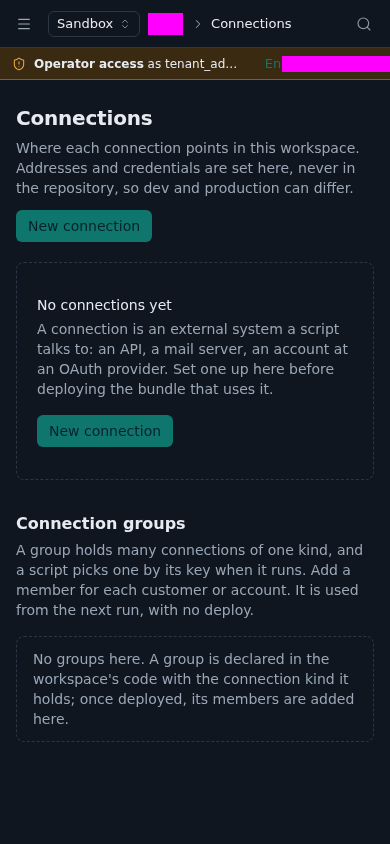 Sandbox
Connections
Operator access as tenant_ad…
En
Connections
Where each connection points in this workspace.
Addresses and credentials are set here, never in
the repository, so dev and production can differ.
New connection
No connections yet
A connection is an external system a script
talks to: an API, a mail server, an account at
an OAuth provider. Set one up here before
deploying the bundle that uses it.
New connection
Connection groups
A group holds many connections of one kind, and
a script picks one by its key when it runs. Add a
member for each customer or account. It is used
from the next run, with no deploy.
No groups here. A group is declared in the
workspace's code with the connection kind it
holds; once deployed, its members are added
here.